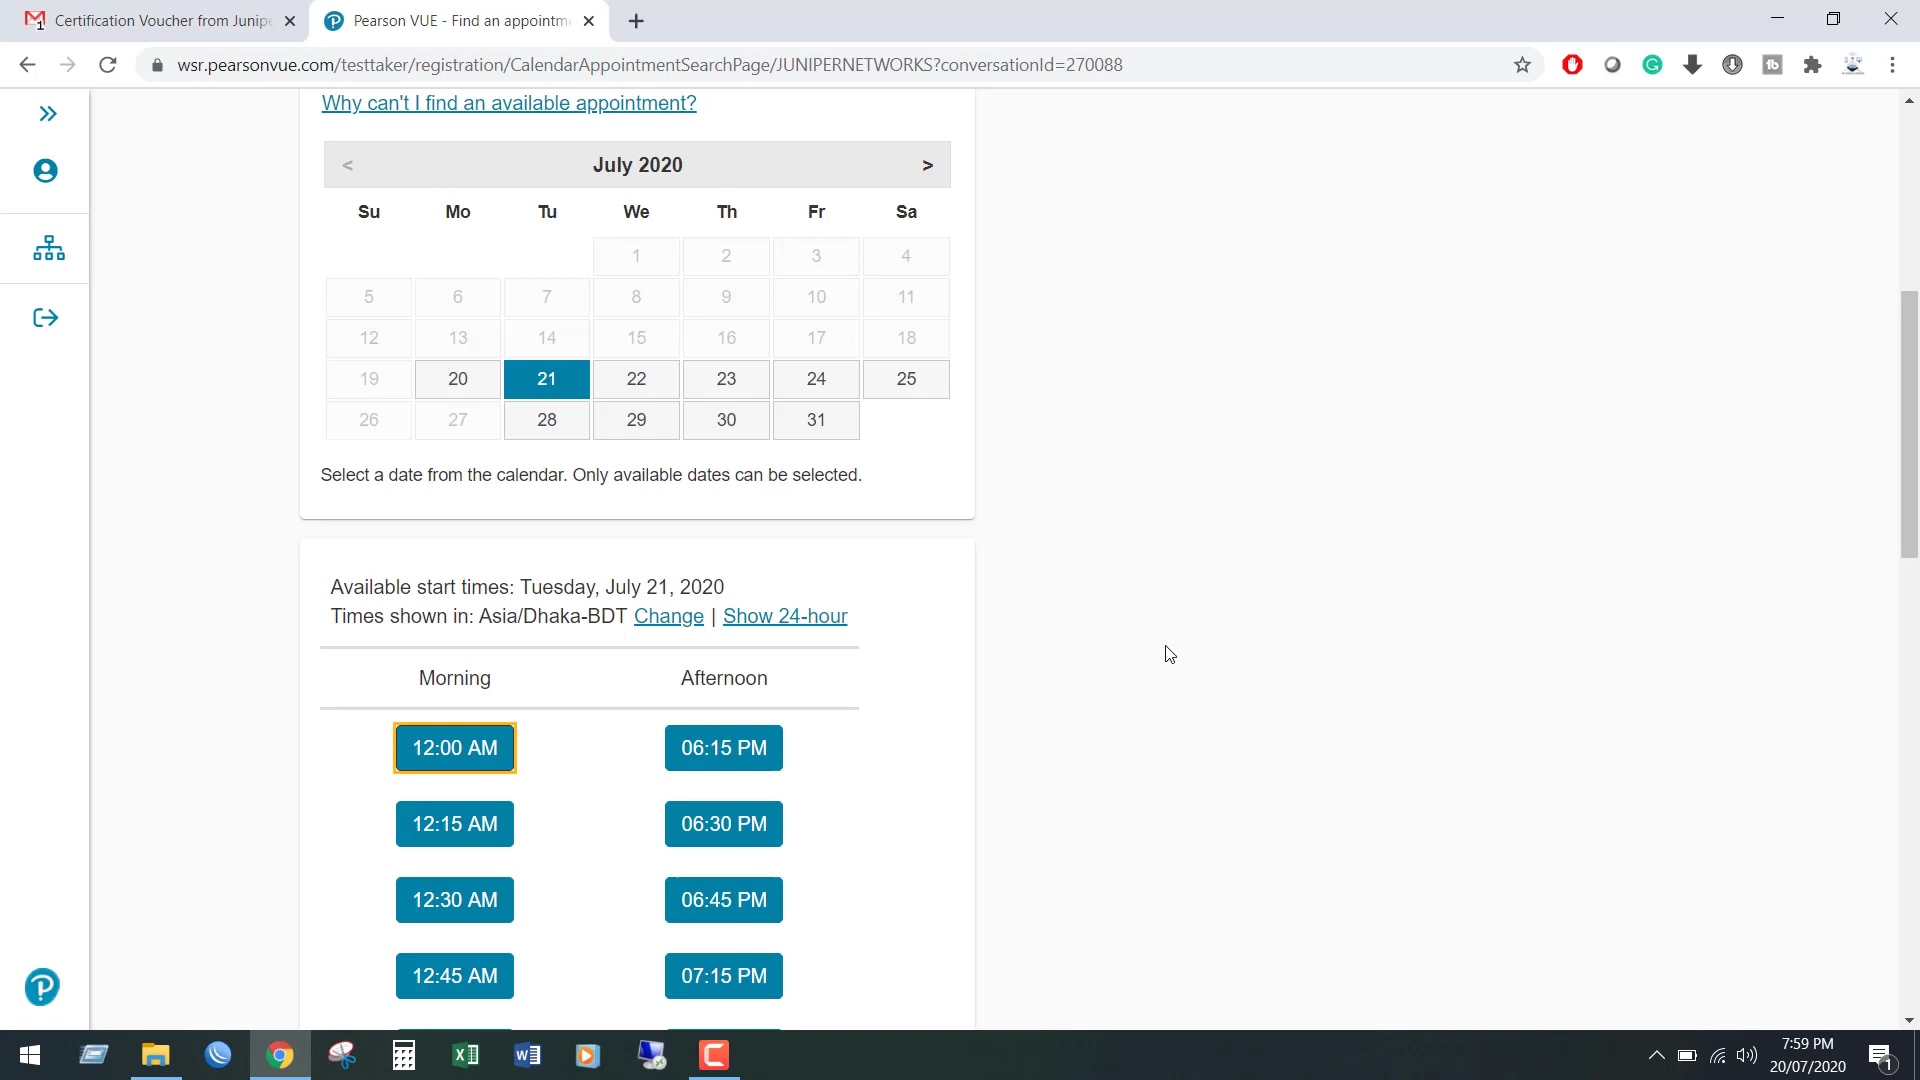 Certification Voucher from Junipe
Pearson VUE - Find an appointm
wsr.pearsonvue.com/testtaker/registration/CalendarAppointmentSearchPage/JUNIPERNETWORKS?conversationId=270088
Why can't I find an available appointment?
< July 2020 >
Su Mo Tu We Th Fr Sa
1 2 3 4
5 6 7 8 9 10 11
12 13 14 15 16 17 18
19 20 21 22 23 24 25
26 27 28 29 30 31
Select a date from the calendar. Only available dates can be selected.
Available start times: Tuesday, July 21, 2020
Times shown in: Asia/Dhaka-BDT Change | Show 24-hour
Morning Afternoon
12:00 AM 06:15 PM
12:15 AM 06:30 PM
12:30 AM 06:45 PM
12:45 AM 07:15 PM
7:59 PM
20/07/2020
1